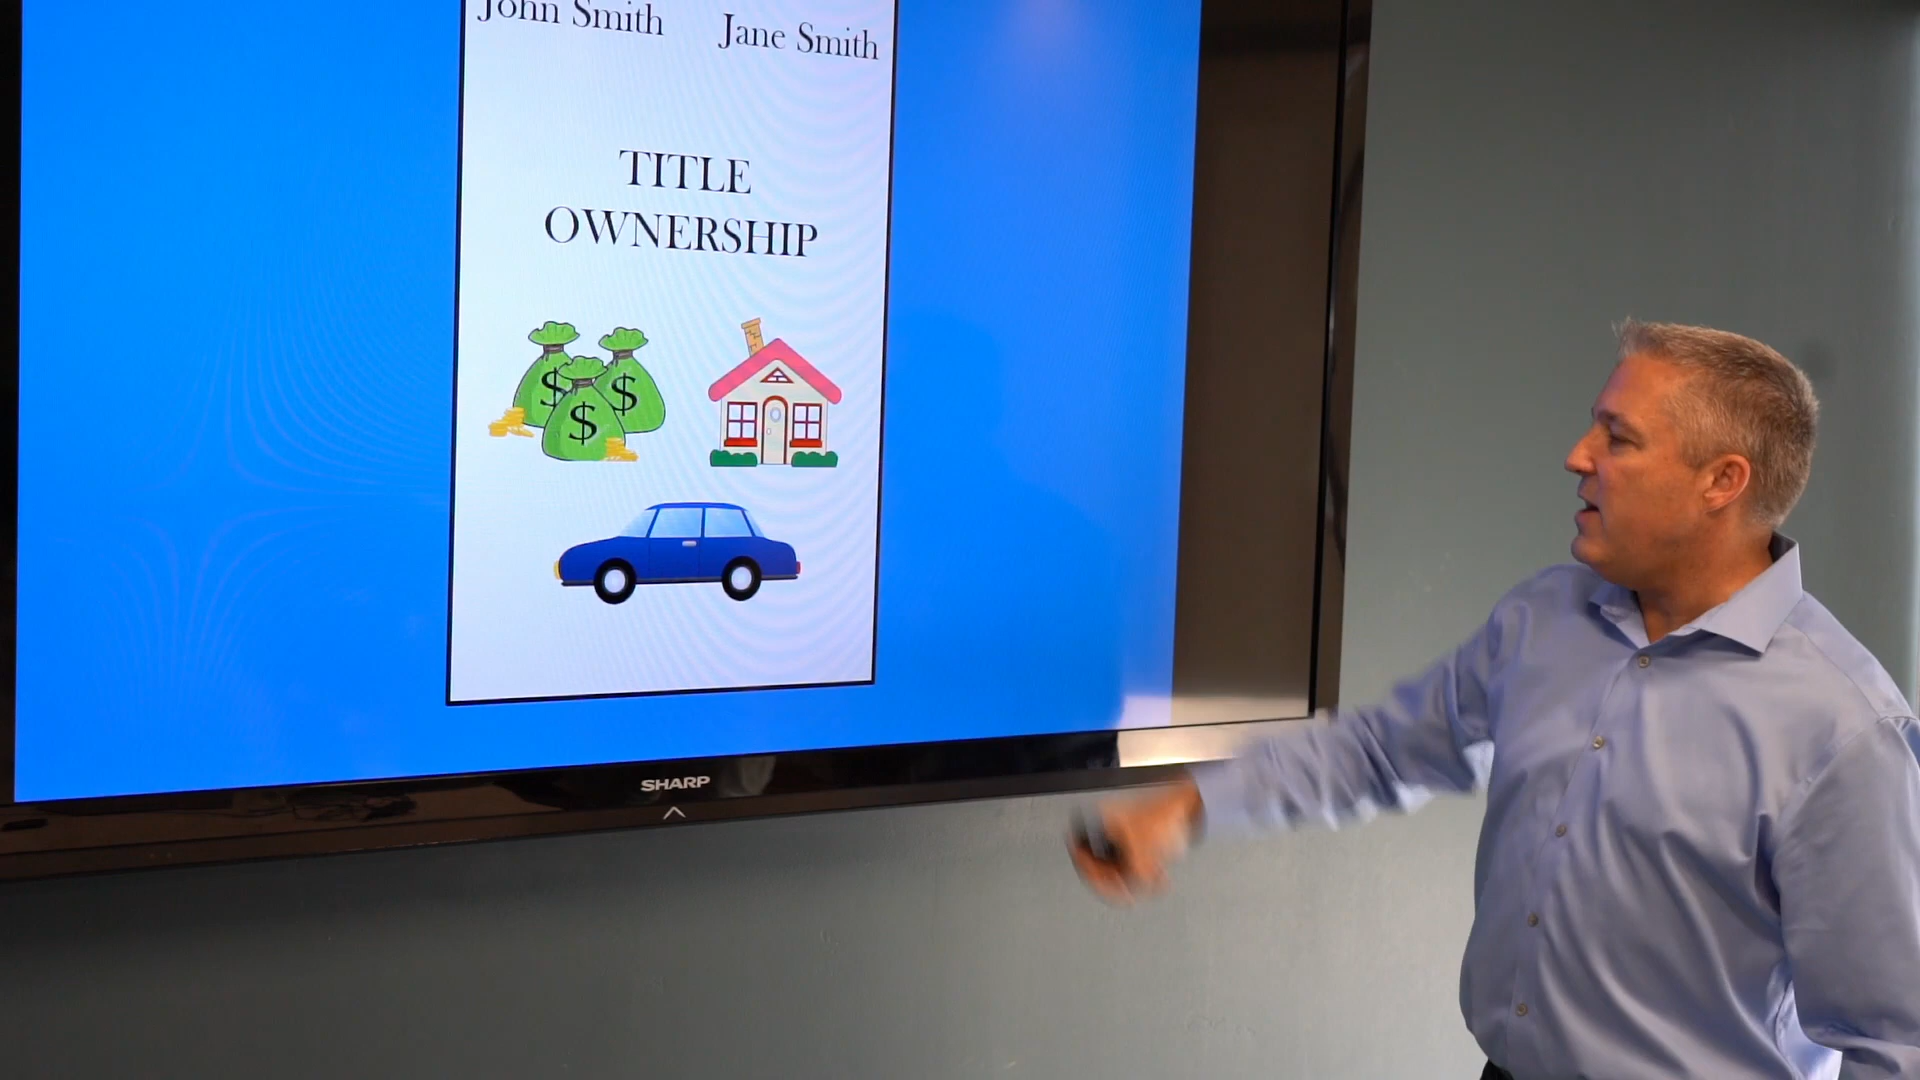 John Smith Jane Smith
TITLE
OWNERSHIP
$ $
$
SHARP